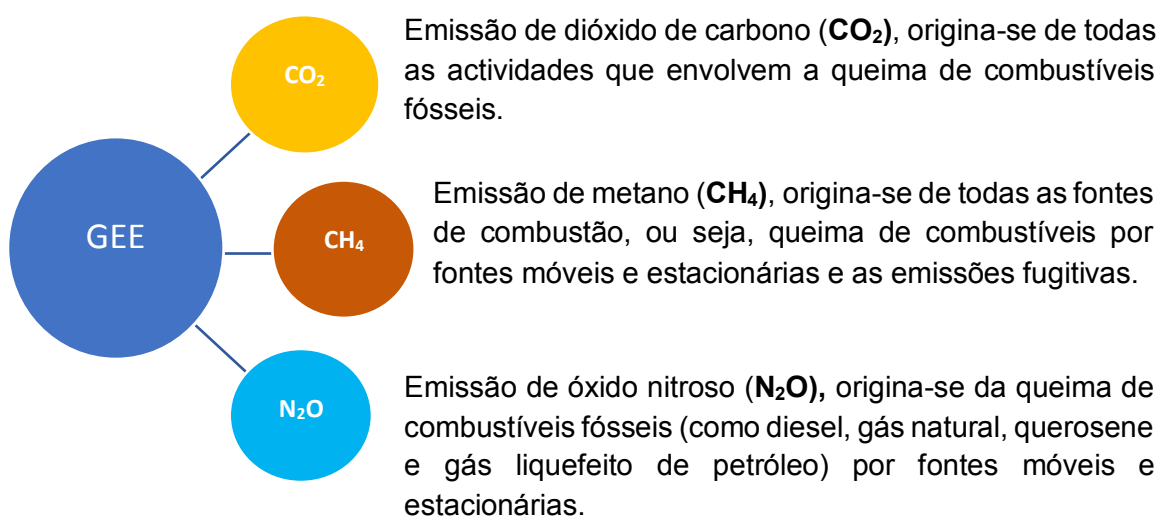 CO₂
Emissão de dióxido de carbono (CO₂), origina-se de todas
as actividades que envolvem a queima de combustíveis
fósseis.
GEE
CH₄
Emissão de metano (CH₄), origina-se de todas as fontes
de combustão, ou seja, queima de combustíveis por
fontes móveis e estacionárias e as emissões fugitivas.
N₂O
Emissão de óxido nitroso (N₂O), origina-se da queima de
combustíveis fósseis (como diesel, gás natural, querosene
e gás liquefeito de petróleo) por fontes móveis e
estacionárias.